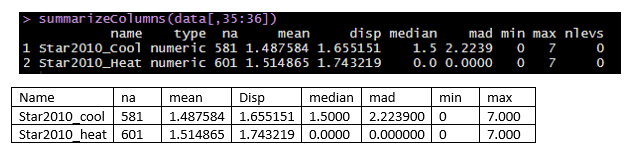 > summarizeColumns(data[,35:36])
name type na mean disp median mad min max nlevs
1 Star2010_Cool numeric 581 1.487584 1.655151 1.5 2.2239 0 7 0
2 Star2010_Heat numeric 601 1.514865 1.743219 0.0 0.0000 0 7 0
Name na mean Disp median mad min max
Star2010_cool 581 1.487584 1.655151 1.5000 2.223900 0 7.000
Star2010_heat 601 1.514865 1.743219 0.0000 0.000000 0 7.000